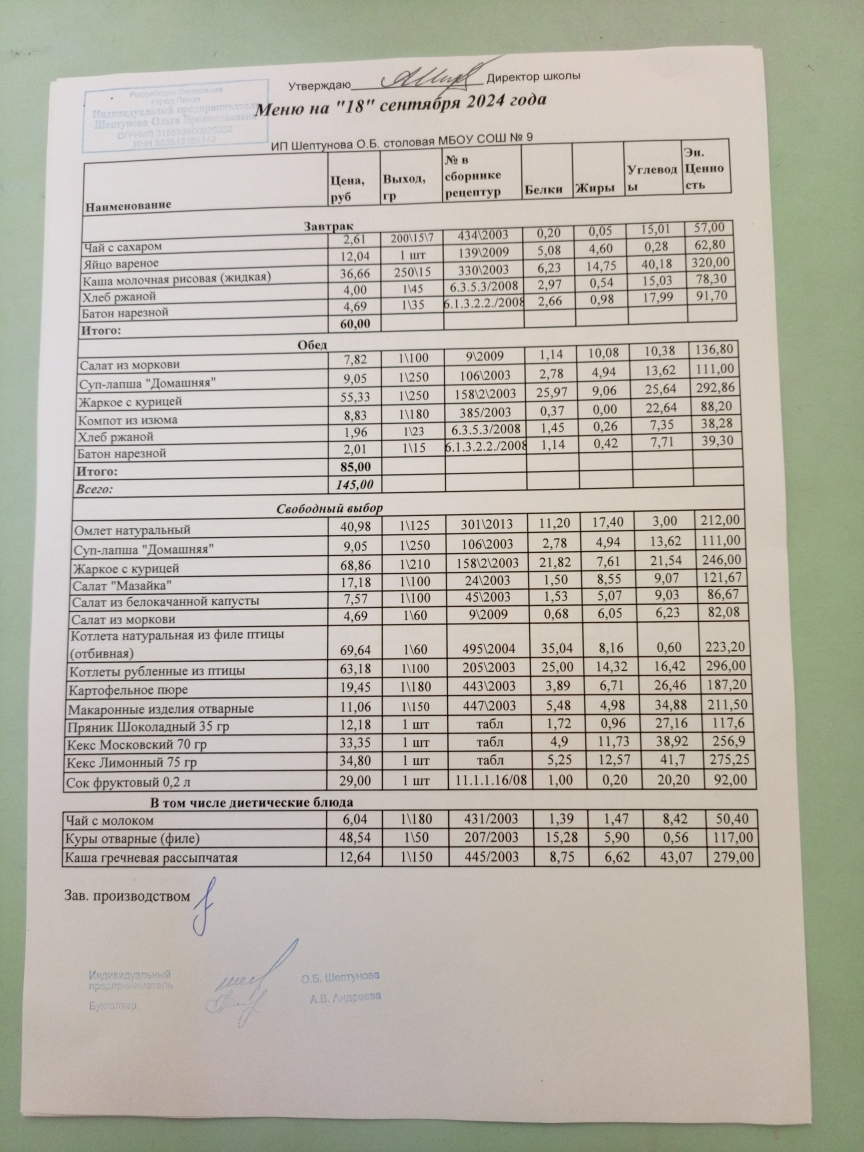 Российская Федерация
город Псков
Индивидуальный предприниматель
Шептунова Ольга
ОГРНИП
ИНН
Утверждаю Директор школы
Меню на "18" сентября 2024 года
ИП Шептунова О.Б. столовая МБОУ СОШ № 9
Наименование Цена, руб Выход, гр № в сборнике рецептур Белки Жиры Углеводы Эн. Ценность
Завтрак
Чай с сахаром 2,61 200\15\7 434\2003 0,20 0,05 15,01 57,00
Яйцо вареное 12,04 1 шт 139\2009 5,08 4,60 0,28 62,80
Каша молочная рисовая (жидкая) 36,66 250\15 330\2003 6,23 14,75 40,18 320,00
Хлеб ржаной 4,00 1\45 6.3.5.3/2008 2,97 0,54 15,03 78,30
Батон нарезной 4,69 1\35 6.1.3.2.2./2008 2,66 0,98 17,99 91,70
Итого: 60,00
Обед
Салат из моркови 7,82 1\100 9\2009 1,14 10,08 10,38 136,80
Суп-лапша "Домашняя" 9,05 1\250 106\2003 2,78 4,94 13,62 111,00
Жаркое с курицей 55,33 1\250 158\2\2003 25,97 9,06 25,64 292,86
Компот из изюма 8,83 1\180 385/2003 0,37 0,00 22,64 88,20
Хлеб ржаной 1,96 1\23 6.3.5.3/2008 1,45 0,26 7,35 38,28
Батон нарезной 2,01 1\15 6.1.3.2.2./2008 1,14 0,42 7,71 39,30
Итого: 85,00
Всего: 145,00
Свободный выбор
Омлет натуральный 40,98 1\125 301\2013 11,20 17,40 3,00 212,00
Суп-лапша "Домашняя" 9,05 1\250 106\2003 2,78 4,94 13,62 111,00
Жаркое с курицей 68,86 1\210 158\2\2003 21,82 7,61 21,54 246,00
Салат "Мазайка" 17,18 1\100 24\2003 1,50 8,55 9,07 121,67
Салат из белокачанной капусты 7,57 1\100 45\2003 1,53 5,07 9,03 86,67
Салат из моркови 4,69 1\60 9\2009 0,68 6,05 6,23 82,08
Котлета натуральная из филе птицы
(отбивная) 69,64 1\60 495\2004 35,04 8,16 0,60 223,20
Котлеты рубленные из птицы 63,18 1\100 205\2003 25,00 14,32 16,42 296,00
Картофельное пюре 19,45 1\180 443\2003 3,89 6,71 26,46 187,20
Макаронные изделия отварные 11,06 1\150 447\2003 5,48 4,98 34,88 211,50
Пряник Шоколадный 35 гр 12,18 1 шт табл 1,72 0,96 27,16 117,6
Кекс Московский 70 гр 33,35 1 шт табл 4,9 11,73 38,92 256,9
Кекс Лимонный 75 гр 34,80 1 шт табл 5,25 12,57 41,7 275,25
Сок фруктовый 0,2 л 29,00 1 шт 11.1.1.16/08 1,00 0,20 20,20 92,00
В том числе диетические блюда
Чай с молоком 6,04 1\180 431/2003 1,39 1,47 8,42 50,40
Куры отварные (филе) 48,54 1\50 207/2003 15,28 5,90 0,56 117,00
Каша гречневая рассыпчатая 12,64 1\150 445/2003 8,75 6,62 43,07 279,00
Зав. производством
Индивидуальный
предприниматель О.Б. Шептунова
Бухгалтер А.В. Андреева